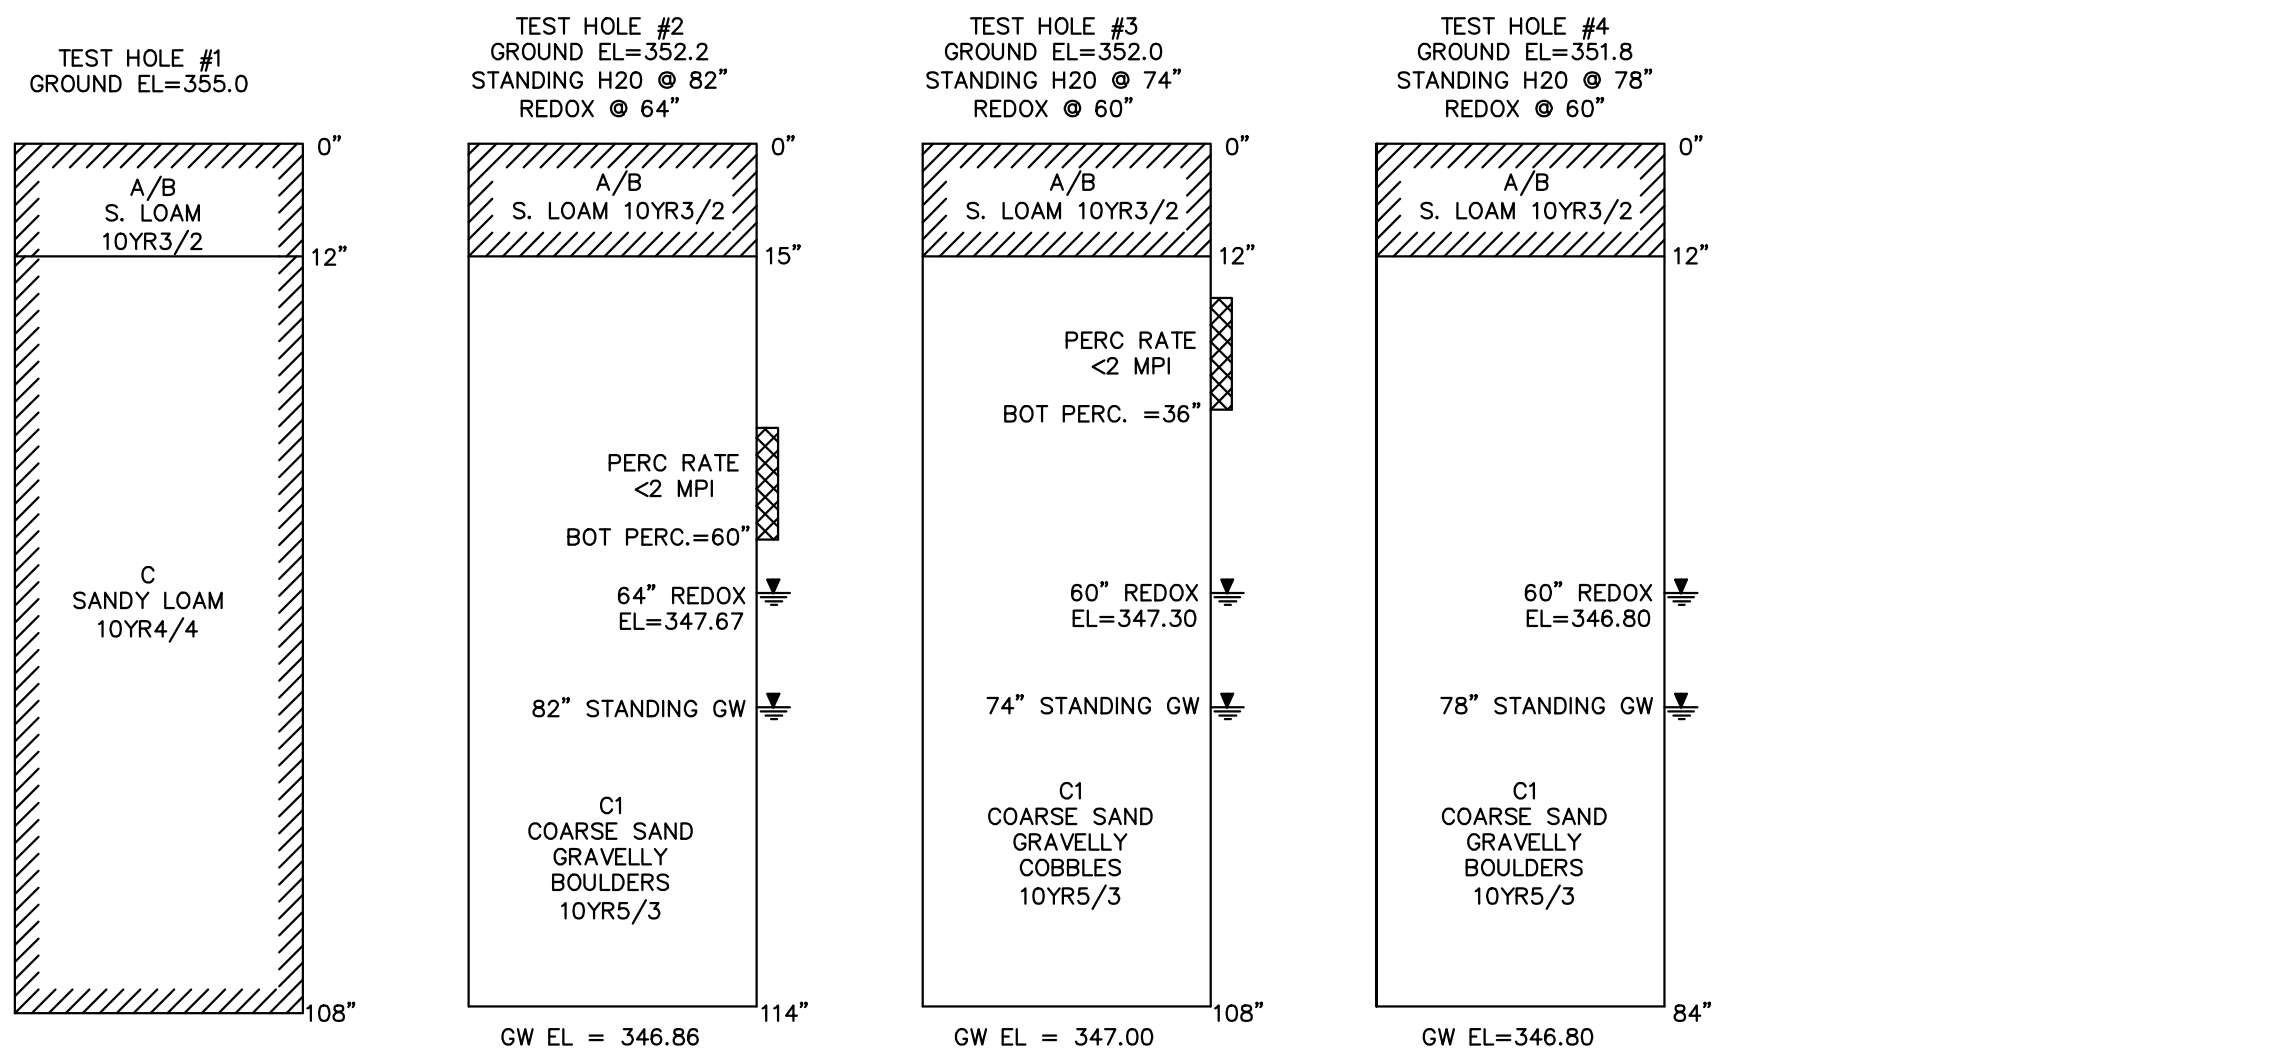 TEST HOLE #1
GROUND EL=355.0
0”
A/B
S. LOAM
10YR3/2
12”
C
SANDY LOAM
10YR4/4
108”
TEST HOLE #2
GROUND EL=352.2
STANDING H20 @ 82”
REDOX @ 64”
0”
A/B
S. LOAM 10YR3/2
15”
PERC RATE
<2 MPI
BOT PERC.=60”
64” REDOX
EL=347.67
82” STANDING GW
C1
COARSE SAND
GRAVELLY
BOULDERS
10YR5/3
114”
GW EL = 346.86
TEST HOLE #3
GROUND EL=352.0
STANDING H20 @ 74”
REDOX @ 60”
0”
A/B
S. LOAM 10YR3/2
12”
PERC RATE
<2 MPI
BOT PERC. =36”
60” REDOX
EL=347.30
74” STANDING GW
C1
COARSE SAND
GRAVELLY
COBBLES
10YR5/3
108”
GW EL = 347.00
TEST HOLE #4
GROUND EL=351.8
STANDING H20 @ 78”
REDOX @ 60”
0”
A/B
S. LOAM 10YR3/2
12”
60” REDOX
EL=346.80
78” STANDING GW
C1
COARSE SAND
GRAVELLY
BOULDERS
10YR5/3
84”
GW EL=346.80